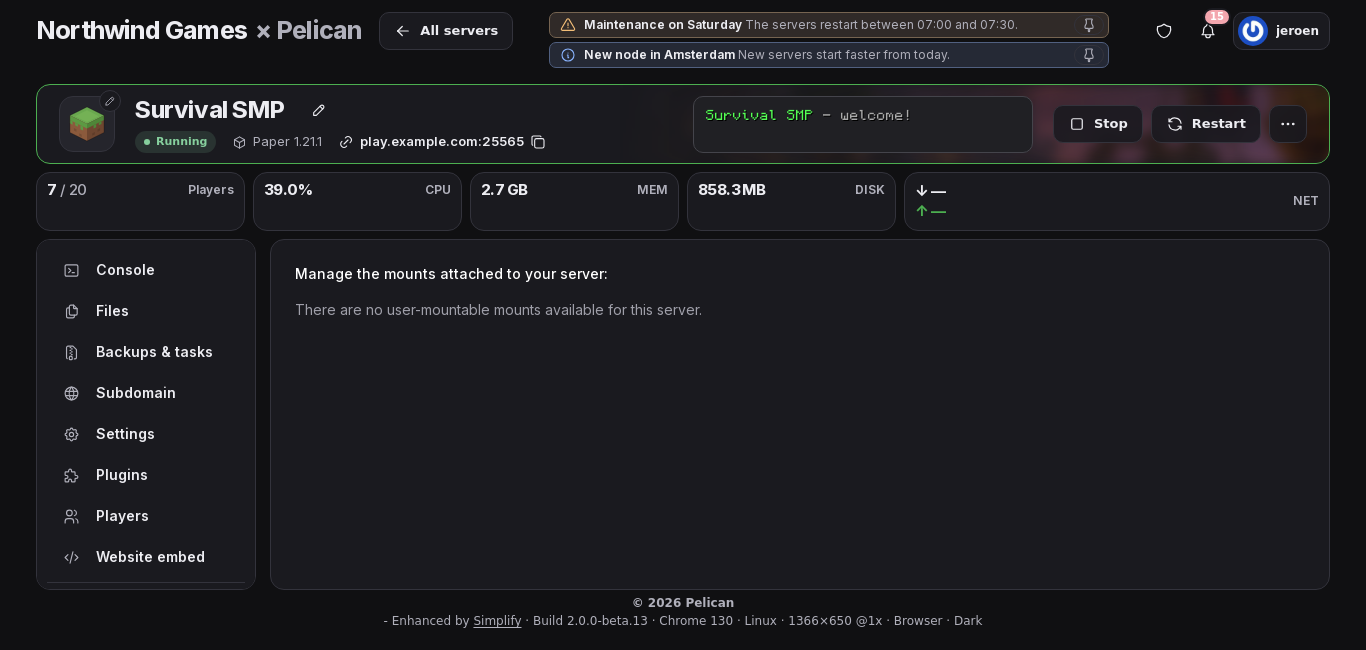 Northwind Games × Pelican
All servers
Maintenance on Saturday The servers restart between 07:00 and 07:30.
New node in Amsterdam New servers start faster from today.
15
jeroen
Survival SMP
Running
Paper 1.21.1
play.example.com:25565
Survival SMP – welcome!
Stop
Restart
7 / 20
Players
39.0%
CPU
2.7 GB
MEM
858.3 MB
DISK
↓ —
↑ —
NET
Console
Files
Backups & tasks
Subdomain
Settings
Plugins
Players
Website embed
Manage the mounts attached to your server:
There are no user-mountable mounts available for this server.
© 2026 Pelican
- Enhanced by Simplify · Build 2.0.0-beta.13 · Chrome 130 · Linux · 1366×650 @1x · Browser · Dark